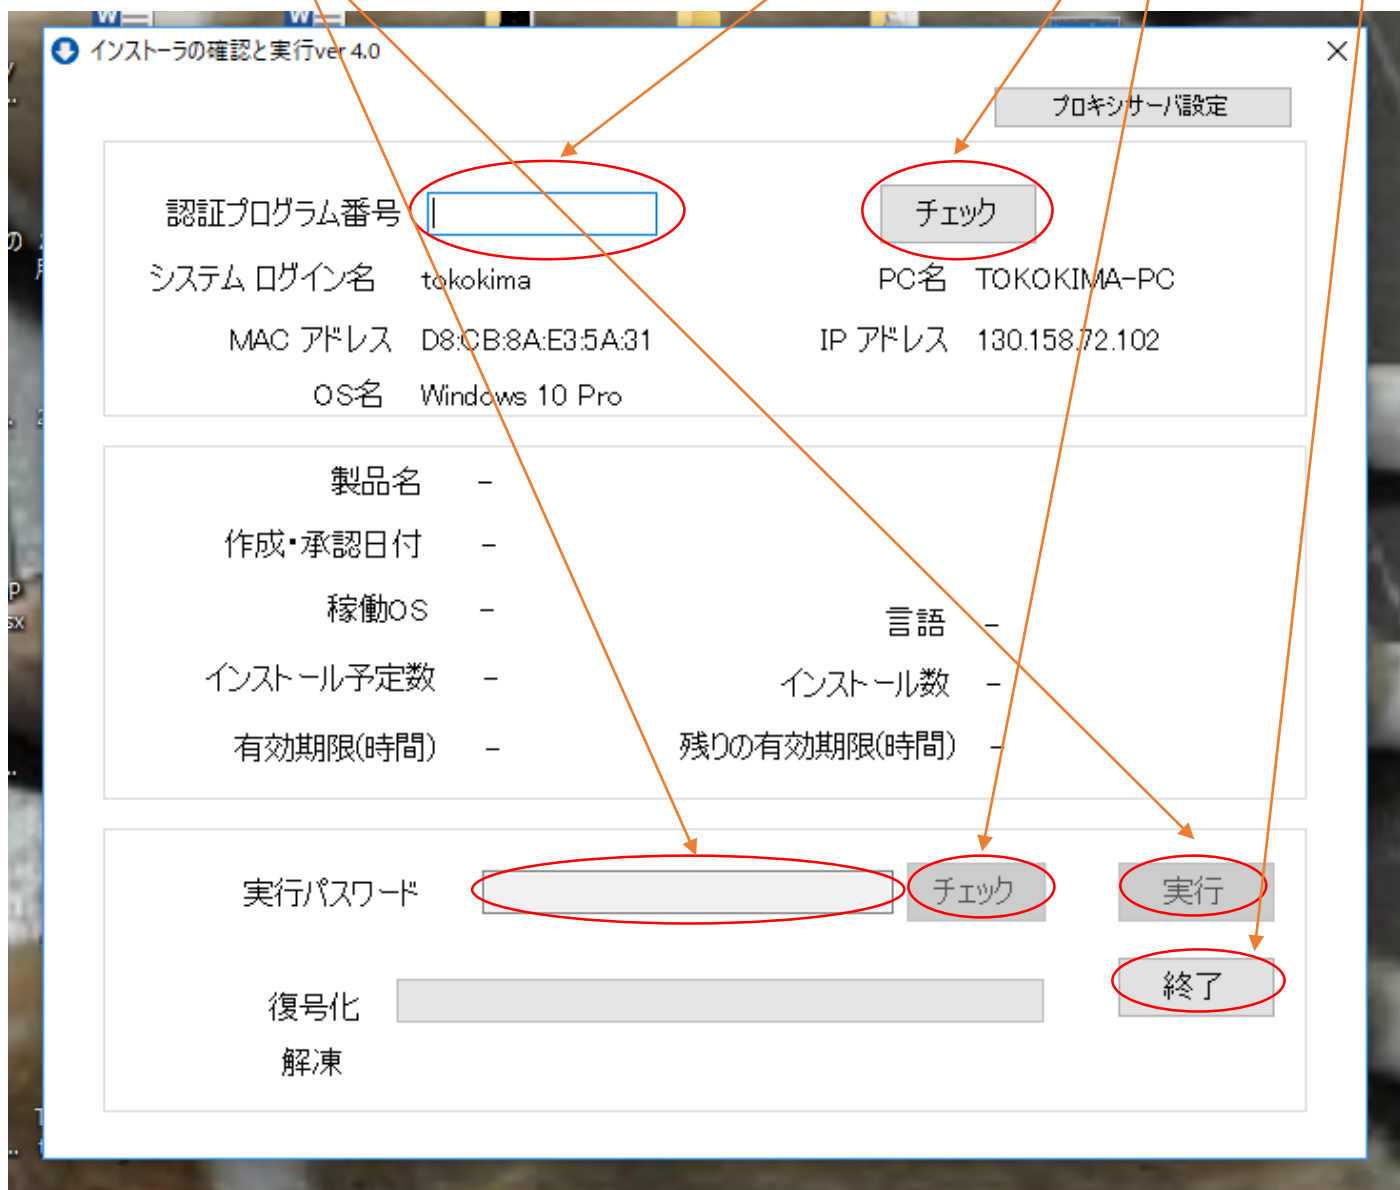 インストーラの確認と実行ver 4.0
プロキシサーバ設定
認証プログラム番号
チェック
システム ログイン名 tokokima PC名 TOKOKIMA-PC
MAC アドレス D8:CB:8A:E3:5A:31 IP アドレス 130.158.72.102
OS名 Windows 10 Pro
製品名 -
作成・承認日付 -
稼働OS - 言語 -
インストール予定数 - インストール数 -
有効期限(時間) - 残りの有効期限(時間) -
実行パスワード チェック 実行
終了
復号化
解凍